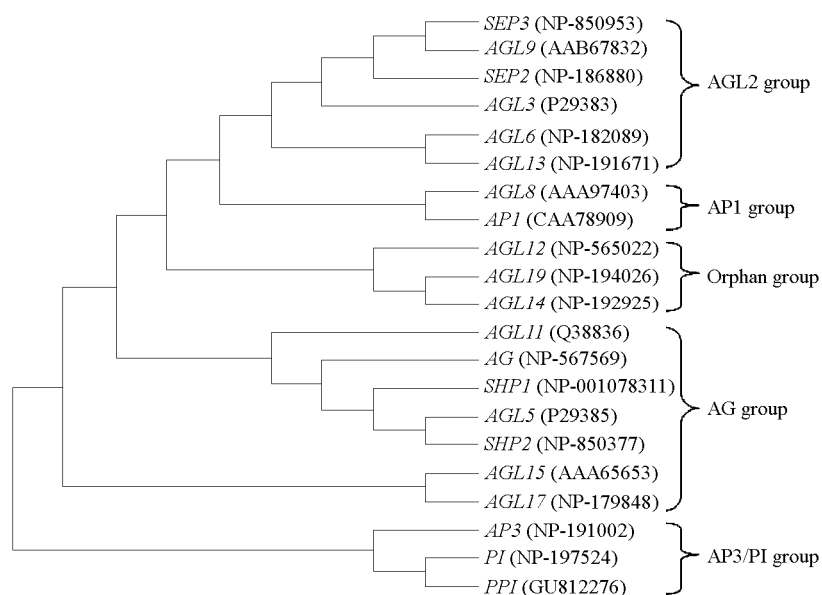 SEP3 (NP-850953)
AGL9 (AAB67832)
SEP2 (NP-186880)
AGL3 (P29383)
AGL6 (NP-182089)
AGL13 (NP-191671)
AGL2 group
AGL8 (AAA97403)
AP1 (CAA78909)
AP1 group
AGL12 (NP-565022)
AGL19 (NP-194026)
AGL14 (NP-192925)
Orphan group
AGL11 (Q38836)
AG (NP-567569)
SHP1 (NP-001078311)
AGL5 (P29385)
SHP2 (NP-850377)
AGL15 (AAA65653)
AGL17 (NP-179848)
AG group
AP3 (NP-191002)
PI (NP-197524)
PPI (GU812276)
AP3/PI group